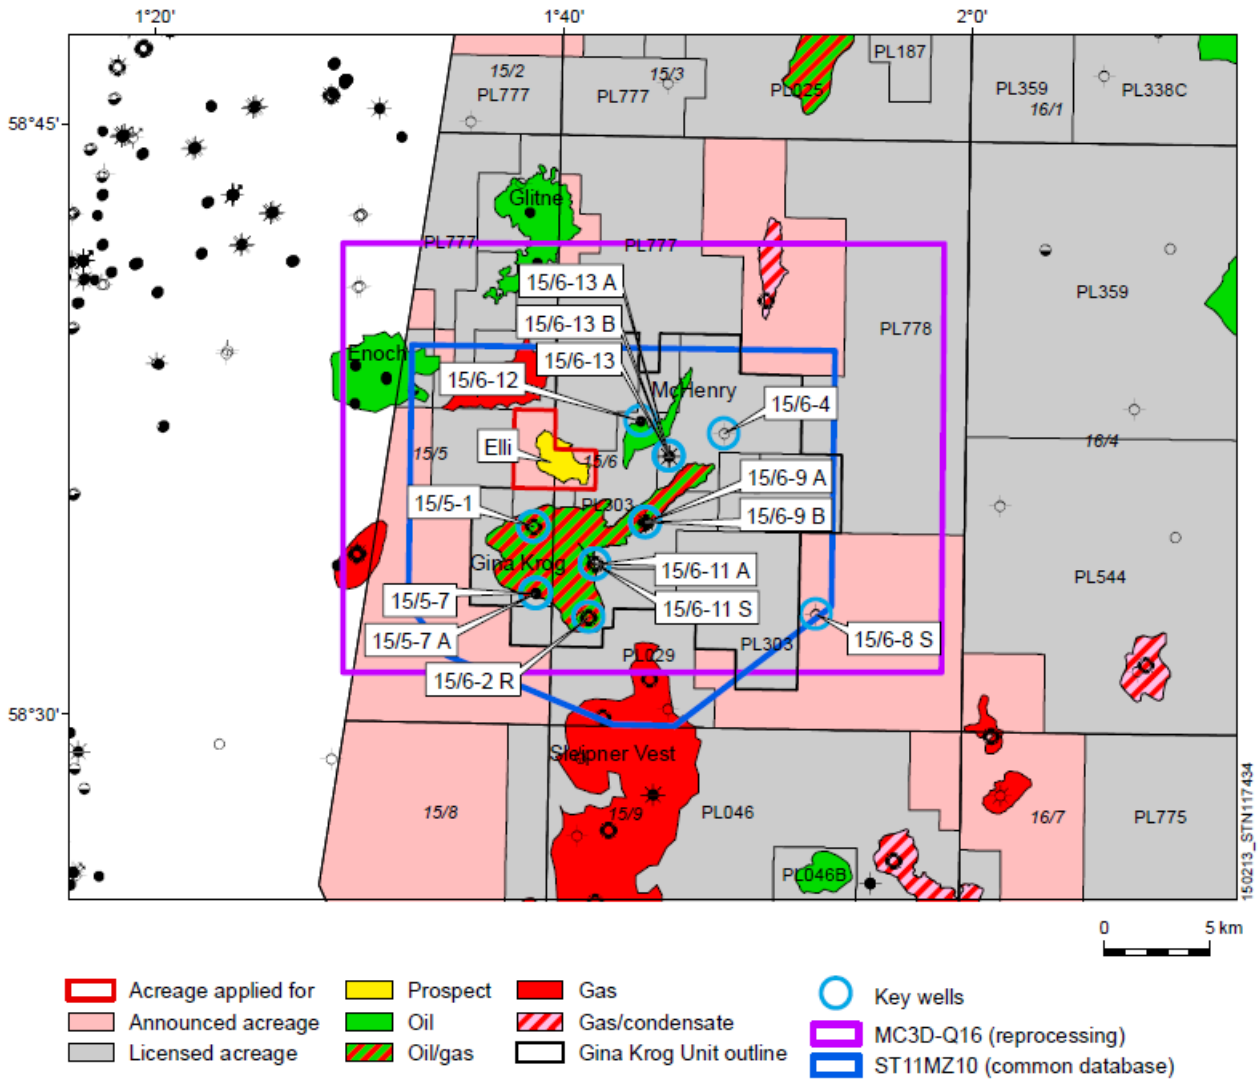 1°20'
1°40'
2°0'
58°45'
58°30'
15/2
PL777
15/3
PL777
PL025
PL187
PL359
16/1
PL338C
Glitne
PL777
PL777
PL359
PL778
15/6-13 A
15/6-13 B
15/6-13
Enoch
15/6-12
McHenry
15/6-4
16/4
15/5
Elli
15/6
15/6-9 A
15/5-1
PL303
15/6-9 B
Gina Krog
15/6-11 A
PL544
15/5-7
15/6-11 S
15/5-7 A
PL303
15/6-8 S
PL029
15/6-2 R
Sleipner Vest
15/8
15/9
PL046
16/7
PL775
PL046B
150213_STN117434
0
5 km
Acreage applied for
Announced acreage
Licensed acreage
Prospect
Oil
Oil/gas
Gas
Gas/condensate
Gina Krog Unit outline
Key wells
MC3D-Q16 (reprocessing)
ST11MZ10 (common database)